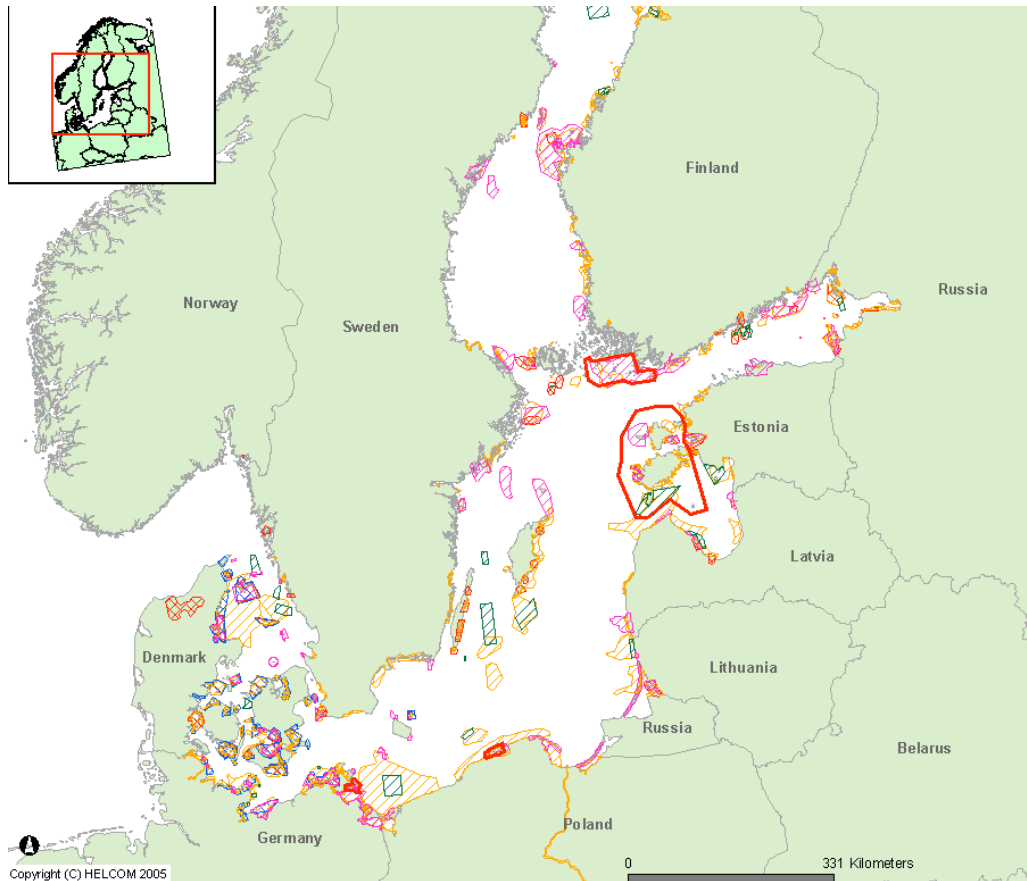 Finland
Norway
Russia
Sweden
Estonia
Latvia
Denmark
Lithuania
Russia
Belarus
Poland
Germany
0 331 Kilometers
Copyright (C) HELCOM 2005